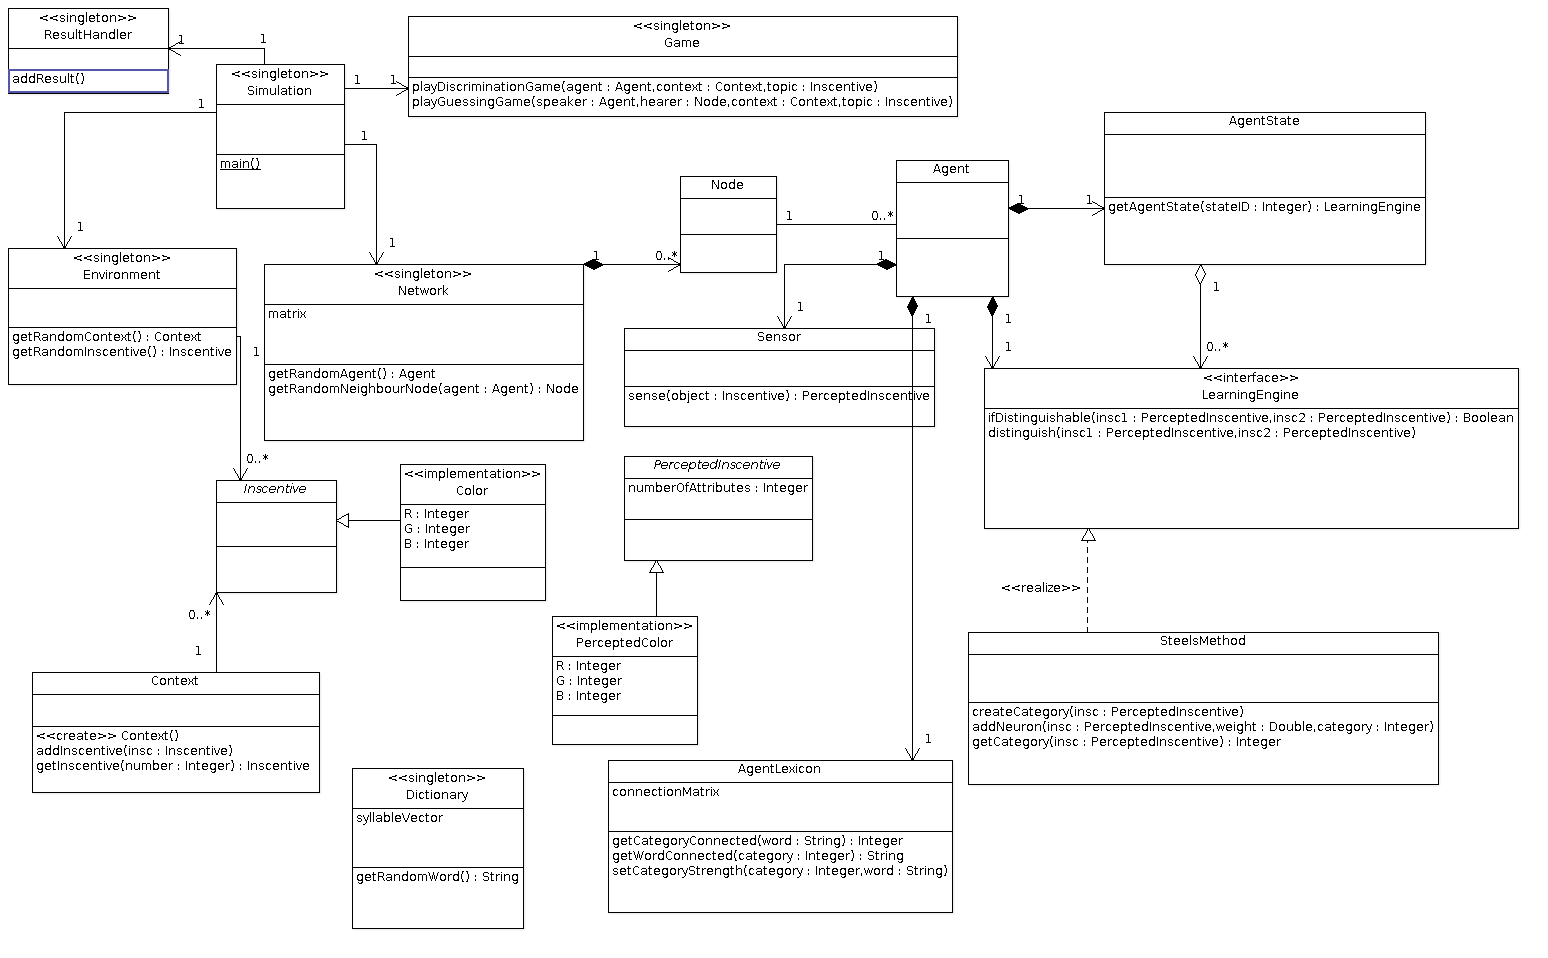 <<singleton>>
ResultHandler
addResult()
1
1
<<singleton>>
Simulation
main()
1
1
1
1
1
1
<<singleton>>
Game
playDiscriminationGame(agent : Agent,context : Context,topic : Inscentive)
playGuessingGame(speaker : Agent,hearer : Node,context : Context,topic : Inscentive)
<<singleton>>
Environment
getRandomContext() : Context
getRandomInscentive() : Inscentive
1
0..*
<<singleton>>
Network
matrix
getRandomAgent() : Agent
getRandomNeighbourNode(agent : Agent) : Node
1
0..*
Node
1
0..*
Agent
1
1
1
1
1
1
1
1
AgentState
getAgentState(stateID : Integer) : LearningEngine
1
0..*
Sensor
sense(object : Inscentive) : PerceptedInscentive
<<interface>>
LearningEngine
ifDistinguishable(insc1 : PerceptedInscentive,insc2 : PerceptedInscentive) : Boolean
distinguish(insc1 : PerceptedInscentive,insc2 : PerceptedInscentive)
<<realize>>
Inscentive
0..*
1
<<implementation>>
Color
R : Integer
G : Integer
B : Integer
PerceptedInscentive
numberOfAttributes : Integer
<<implementation>>
PerceptedColor
R : Integer
G : Integer
B : Integer
SteelsMethod
createCategory(insc : PerceptedInscentive)
addNeuron(insc : PerceptedInscentive,weight : Double,category : Integer)
getCategory(insc : PerceptedInscentive) : Integer
Context
<<create>> Context()
addInscentive(insc : Inscentive)
getInscentive(number : Integer) : Inscentive
<<singleton>>
Dictionary
syllableVector
getRandomWord() : String
AgentLexicon
connectionMatrix
getCategoryConnected(word : String) : Integer
getWordConnected(category : Integer) : String
setCategoryStrength(category : Integer,word : String)